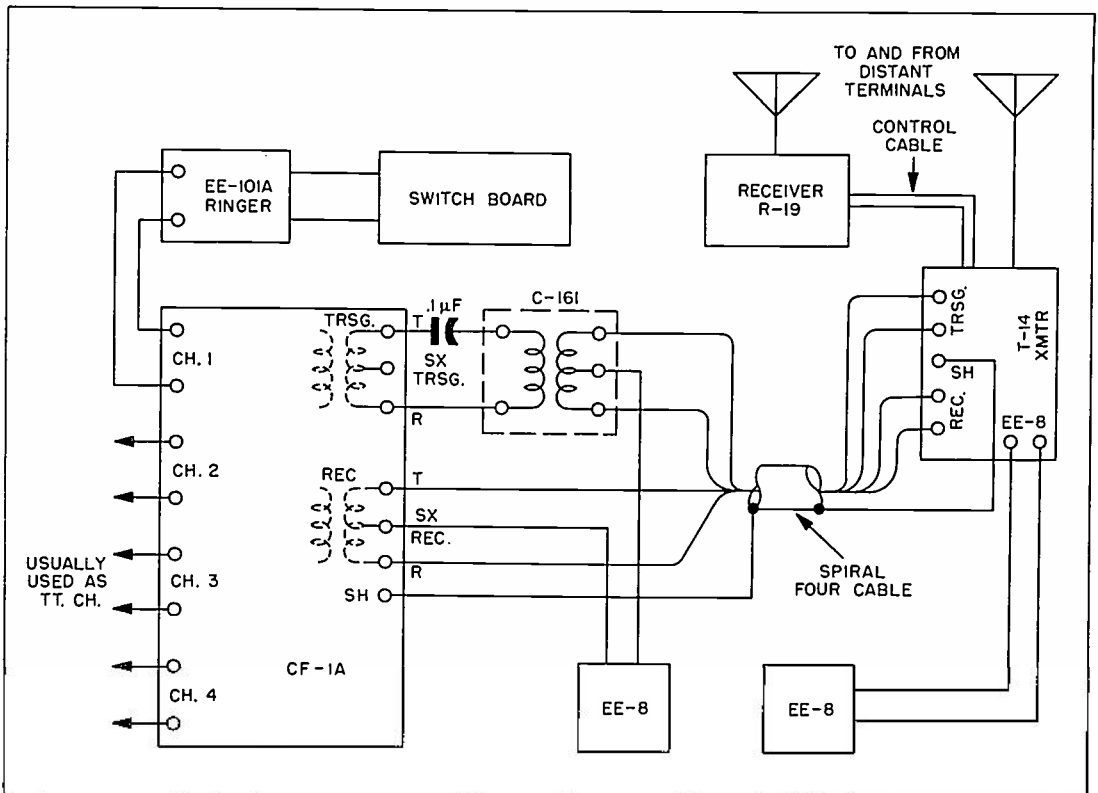 TO AND FROM
DISTANT
TERMINALS
CONTROL
CABLE
EE-101A
RINGER
SWITCH BOARD
RECEIVER
R-19
TRSG.
T
.1µF
C-161
SX
TRSG.
R
CH. 1
CH. 2
REC
T
SX
REC.
R
SH
USUALLY
USED AS
TT. CH.
CH. 3
CH. 4
CF-1A
TRSG.
SH
REC.
T-14
XMTR
EE-8
SPIRAL
FOUR CABLE
EE-8
EE-8